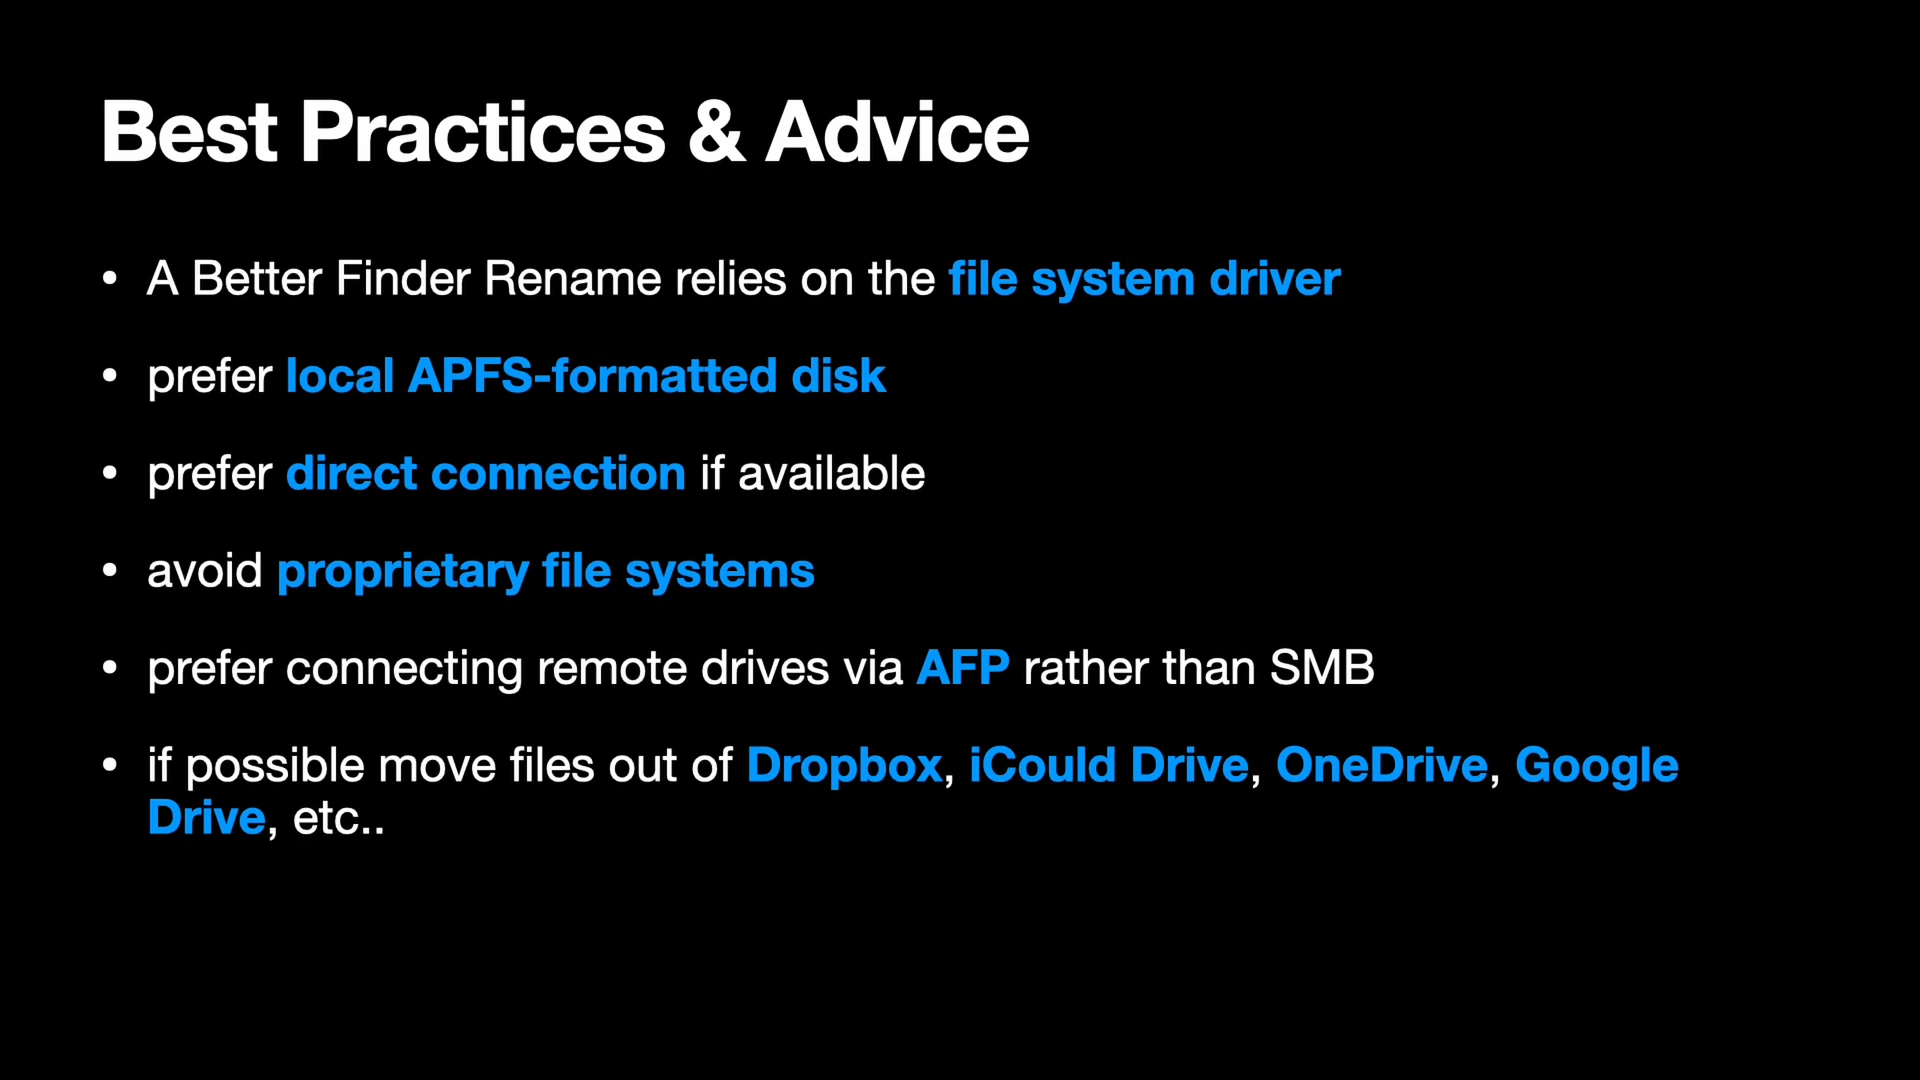 Best Practices & Advice
• A Better Finder Rename relies on the file system driver
• prefer local APFS-formatted disk
• prefer direct connection if available
• avoid proprietary file systems
• prefer connecting remote drives via AFP rather than SMB
• if possible move files out of Dropbox, iCould Drive, OneDrive, Google
Drive, etc..